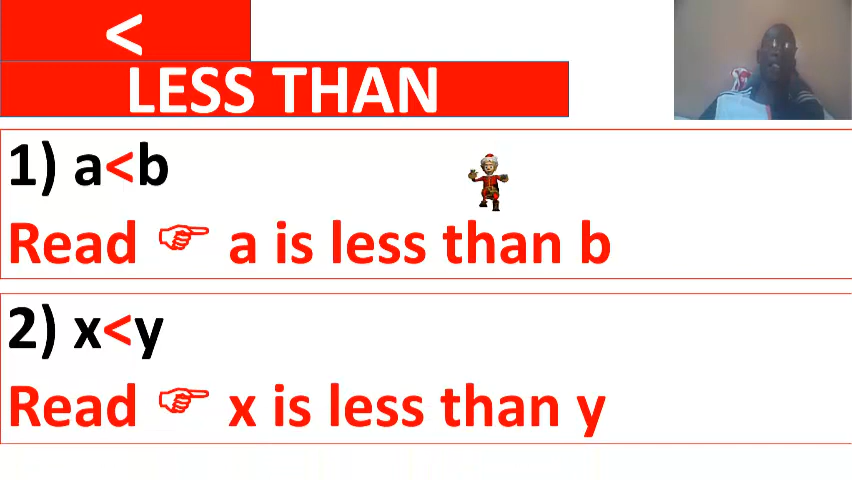 <
LESS THAN
1) a<b
Read ☞ a is less than b
2) x<y
Read ☞ x is less than y